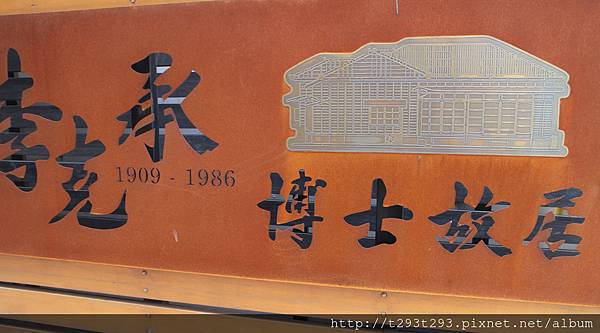 李克承
1909 - 1986
博士故居
http://t293t293.pixnet.net/album